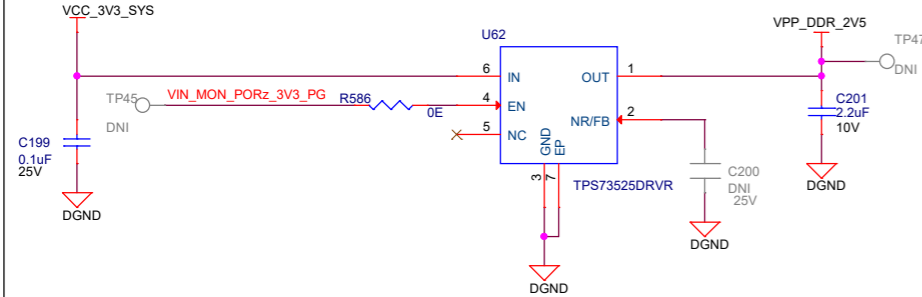 VCC_3V3_SYS
U62
VPP_DDR_2V5
TP47
DNI
6 IN
OUT 1
TP45
DNI
VIN_MON_PORz_3V3_PG
R586
0E
4 EN
NR/FB 2
5 NC
GND
EP
3
7
TPS73525DRVR
C199
0.1uF
25V
DGND
C201
2.2uF
10V
DGND
C200
DNI
25V
DGND
DGND